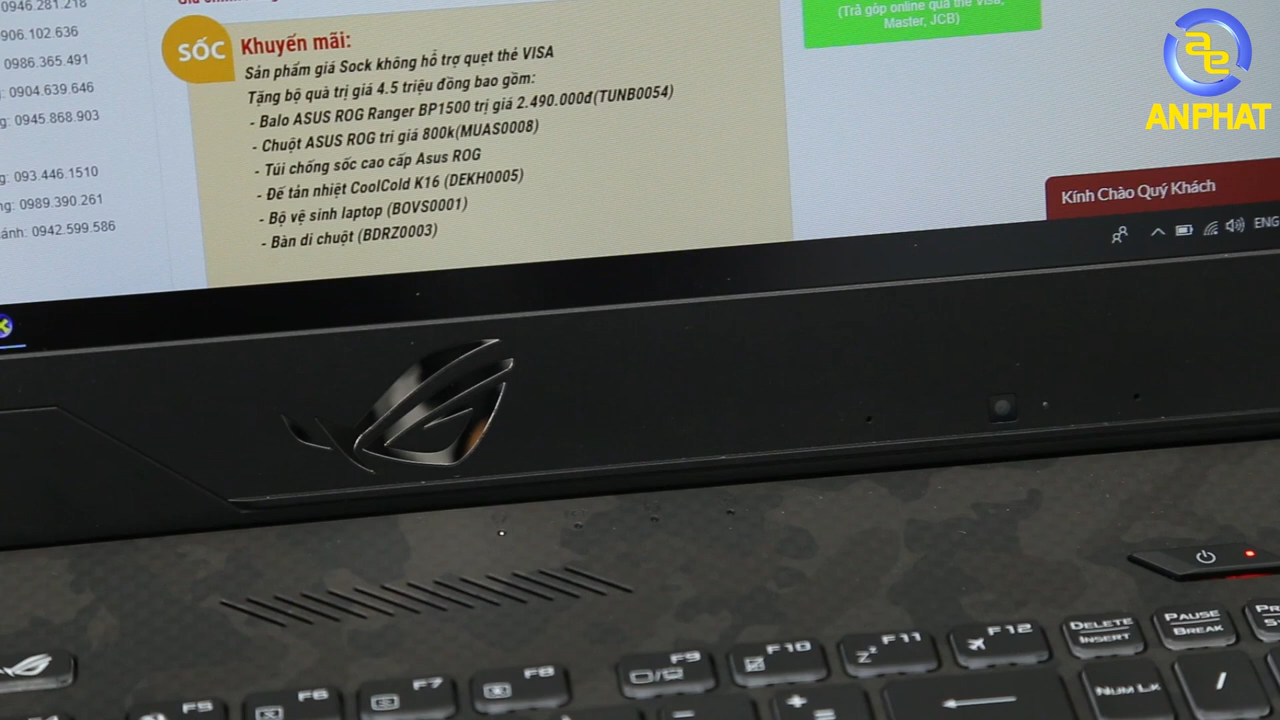 0946.281.218
906.102.636
0986.365.491
g: 0904.639.646
ng: 0945.868.903
g: 093.446.1510
ng: 0989.390.261
ánh: 0942.599.586
SỐC
Khuyến mãi:
Sản phẩm giá Sock không hỗ trợ quẹt thẻ VISA
Tặng bộ quà trị giá 4.5 triệu đồng bao gồm:
- Balo ASUS ROG Ranger BP1500 trị giá 2.490.000đ(TUNB0054)
- Chuột ASUS ROG tri giá 800k(MUAS0008)
- Túi chống sốc cao cấp Asus ROG
- Đế tản nhiệt CoolCold K16 (DEKH0005)
- Bộ vệ sinh laptop (BOVS0001)
- Bàn di chuột (BDRZ0003)
(Trả góp online qua thẻ Visa,
Master, JCB)
ae
ANPHAT
Kính Chào Quý Khách
ENG
F5
F6
F7
F8
F9
F10
F11
F12
DELETE
INSERT
PAUSE
BREAK
NUM LK
/